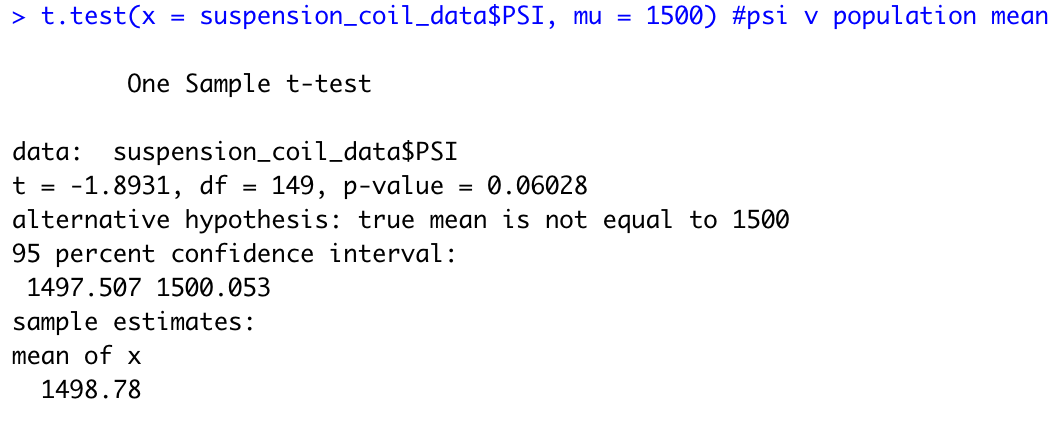 > t.test(x = suspension_coil_data$PSI, mu = 1500) #psi v population mean
One Sample t-test
data:  suspension_coil_data$PSI
t = -1.8931, df = 149, p-value = 0.06028
alternative hypothesis: true mean is not equal to 1500
95 percent confidence interval:
1497.507 1500.053
sample estimates:
mean of x
1498.78